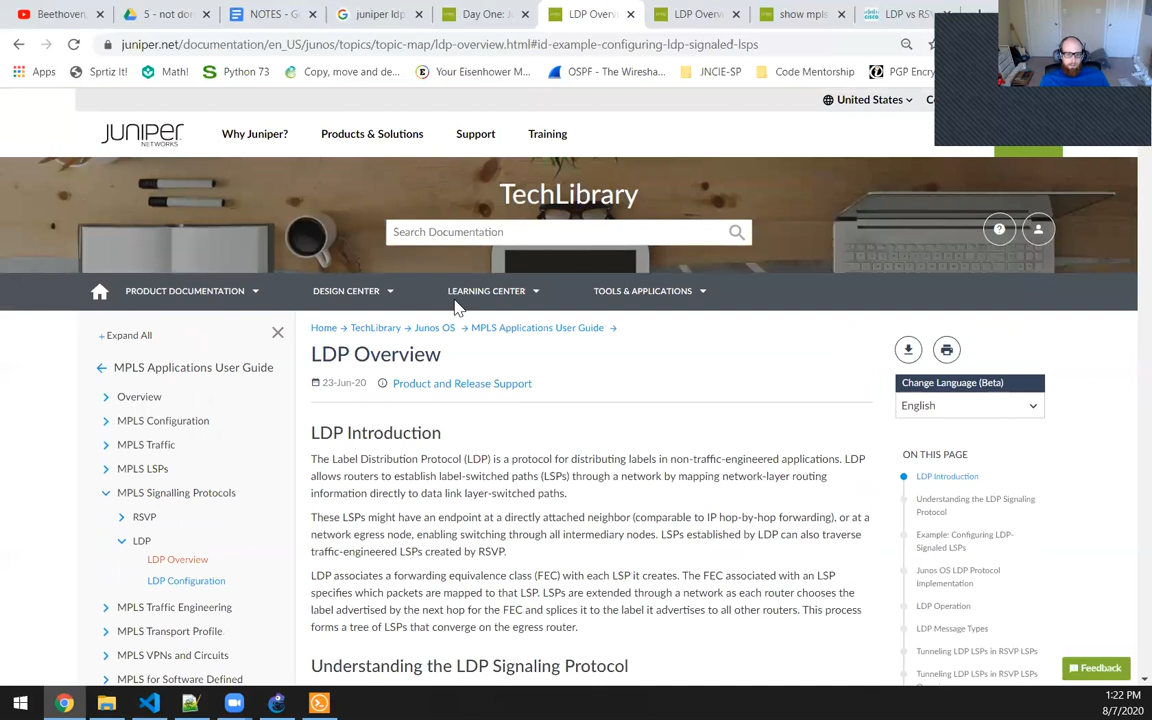 Beethoven,
5 - not don
NOTES - G
juniper ldp
Day One: Ju
LDP Overv
LDP Overv
show mpls
LDP vs RSV
juniper.net/documentation/en_US/junos/topics/topic-map/ldp-overview.html#id-example-configuring-ldp-signaled-lsps
Apps
Sprtiz It!
Math!
Python 73
Copy, move and de...
Your Eisenhower M...
OSPF - The Wiresha...
JNCIE-SP
Code Mentorship
PGP Encry
United States
C
JUNIPER
NETWORKS
Why Juniper?
Products & Solutions
Support
Training
TechLibrary
Search Documentation
PRODUCT DOCUMENTATION
DESIGN CENTER
LEARNING CENTER
TOOLS & APPLICATIONS
+ Expand All
MPLS Applications User Guide
Overview
MPLS Configuration
MPLS Traffic
MPLS LSPs
MPLS Signalling Protocols
RSVP
LDP
LDP Overview
LDP Configuration
MPLS Traffic Engineering
MPLS Transport Profile
MPLS VPNs and Circuits
MPLS for Software Defined
Home → TechLibrary → Junos OS → MPLS Applications User Guide →
LDP Overview
23-Jun-20 Product and Release Support
LDP Introduction
The Label Distribution Protocol (LDP) is a protocol for distributing labels in non-traffic-engineered applications. LDP
allows routers to establish label-switched paths (LSPs) through a network by mapping network-layer routing
information directly to data link layer-switched paths.
These LSPs might have an endpoint at a directly attached neighbor (comparable to IP hop-by-hop forwarding), or at a
network egress node, enabling switching through all intermediary nodes. LSPs established by LDP can also traverse
traffic-engineered LSPs created by RSVP.
LDP associates a forwarding equivalence class (FEC) with each LSP it creates. The FEC associated with an LSP
specifies which packets are mapped to that LSP. LSPs are extended through a network as each router chooses the
label advertised by the next hop for the FEC and splices it to the label it advertises to all other routers. This process
forms a tree of LSPs that converge on the egress router.
Understanding the LDP Signaling Protocol
Change Language (Beta)
English
ON THIS PAGE
LDP Introduction
Understanding the LDP Signaling
Protocol
Example: Configuring LDP-
Signaled LSPs
Junos OS LDP Protocol
Implementation
LDP Operation
LDP Message Types
Tunneling LDP LSPs in RSVP LSPs
Tunneling LDP LSPs in RSVP LSPs
Feedback
1:22 PM
8/7/2020